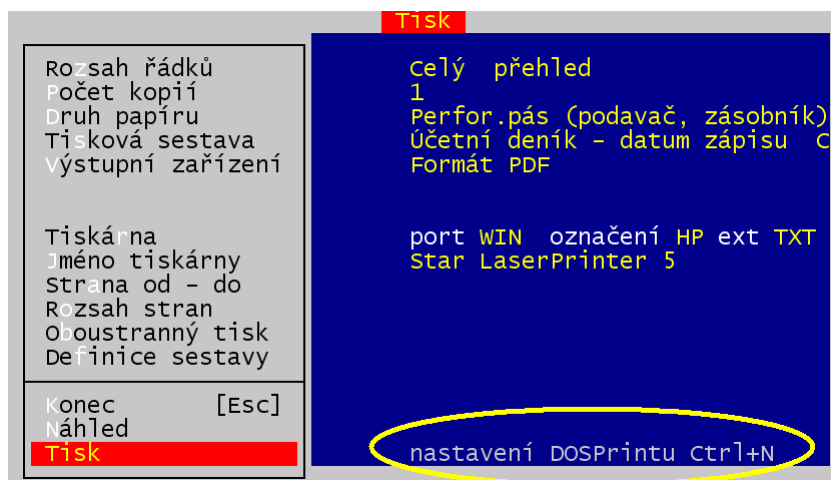 Tisk
Rozsah řádků Celý přehled
Počet kopií 1
Druh papíru Perfor.pás (podavač, zásobník)
Tisková sestava Účetní deník – datum zápisu C
Výstupní zařízení Formát PDF
Tiskárna port WIN označení HP ext TXT
Jméno tiskárny Star LaserPrinter 5
Strana od – do
Rozsah stran
Oboustranný tisk
Definice sestavy
Konec [Esc]
Náhled
Tisk nastavení DOSPrintu Ctrl+N